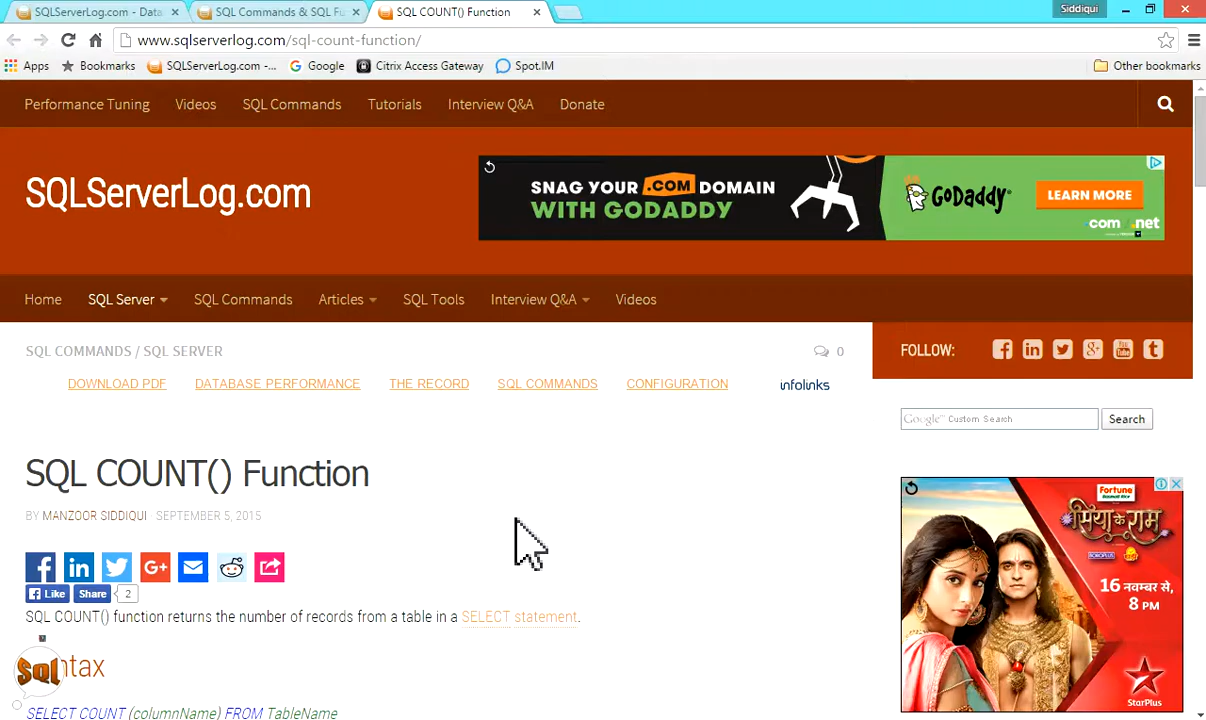 SQLServerLog.com - Data
SQL Commands & SQL Fu
SQL COUNT() Function
Siddiqui
www.sqlserverlog.com/sql-count-function/
Apps
Bookmarks
SQLServerLog.com -...
Google
Citrix Access Gateway
Spot.IM
Other bookmarks
Performance Tuning
Videos
SQL Commands
Tutorials
Interview Q&A
Donate
SQLServerLog.com
SNAG YOUR .COM DOMAIN
WITH GODADDY
GoDaddy
LEARN MORE
.com .net
Home
SQL Server
SQL Commands
Articles
SQL Tools
Interview Q&A
Videos
SQL COMMANDS / SQL SERVER
0
FOLLOW:
DOWNLOAD PDF
DATABASE PERFORMANCE
THE RECORD
SQL COMMANDS
CONFIGURATION
infolinks
Google™ Custom Search
Search
SQL COUNT() Function
BY MANZOOR SIDDIQUI SEPTEMBER 5, 2015
Like
Share
2
SQL COUNT() function returns the number of records from a table in a SELECT statement.
Sql
ntax
SELECT COUNT (columnName) FROM TableName
Fortune
सिया के राम
16 नवम्बर से,
8 PM
StarPlus